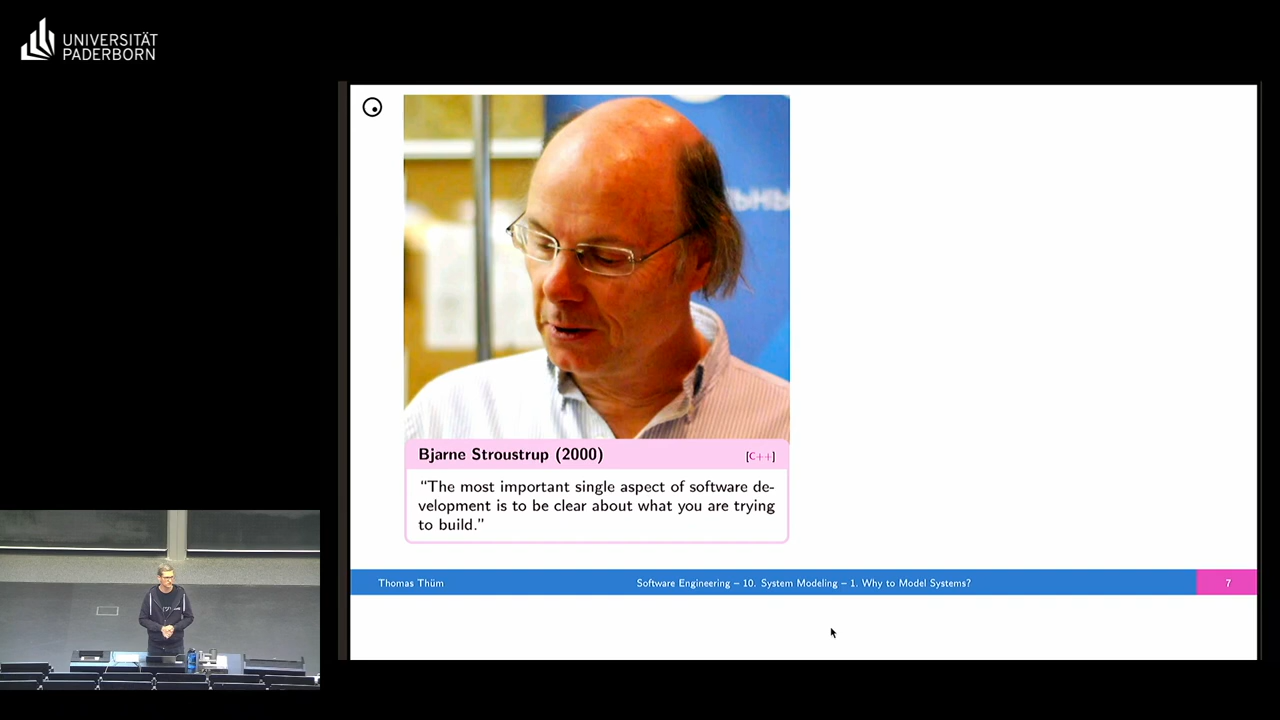 UNIVERSITÄT
PADERBORN
ЬНЫ
Bjarne Stroustrup (2000)
[C++]
“The most important single aspect of software de-
velopment is to be clear about what you are trying
to build.”
Thomas Thüm
Software Engineering – 10. System Modeling – 1. Why to Model Systems?
7